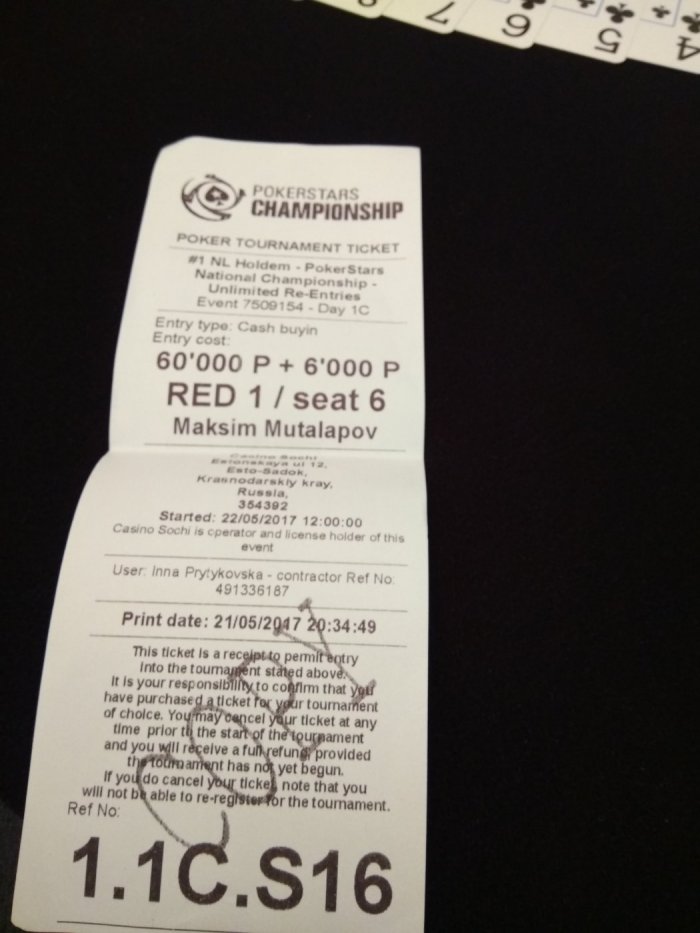 7
6
5
4
POKERSTARS
CHAMPIONSHIP
POKER TOURNAMENT TICKET
#1 NL Holdem - PokerStars
National Championship -
Unlimited Re-Entries
Event 7509154 - Day 1C
Entry type: Cash buyin
Entry cost:
60'000 P + 6'000 P
RED 1 / seat 6
Maksim Mutalapov
Casino Sochi
Estonskaya ul 12,
Esto-Sadok,
Krasnodarskiy kray,
Russia,
354392
Started: 22/05/2017 12:00:00
Casino Sochi is operator and license holder of this
event
User: Inna Prytykovska - contractor Ref No:
491336187
Print date: 21/05/2017 20:34:49
This ticket is a receipt to permit entry
into the tournament stated above.
It is your responsibility to confirm that you
have purchased a ticket for your tournament
of choice. You may cancel your ticket at any
time prior to the start of the tournament
and you will receive a full refund, provided
the tournament has not yet begun.
If you do cancel your ticket, note that you
will not be able to re-register for the tournament.
COPY
Ref No:
1.1C.S16